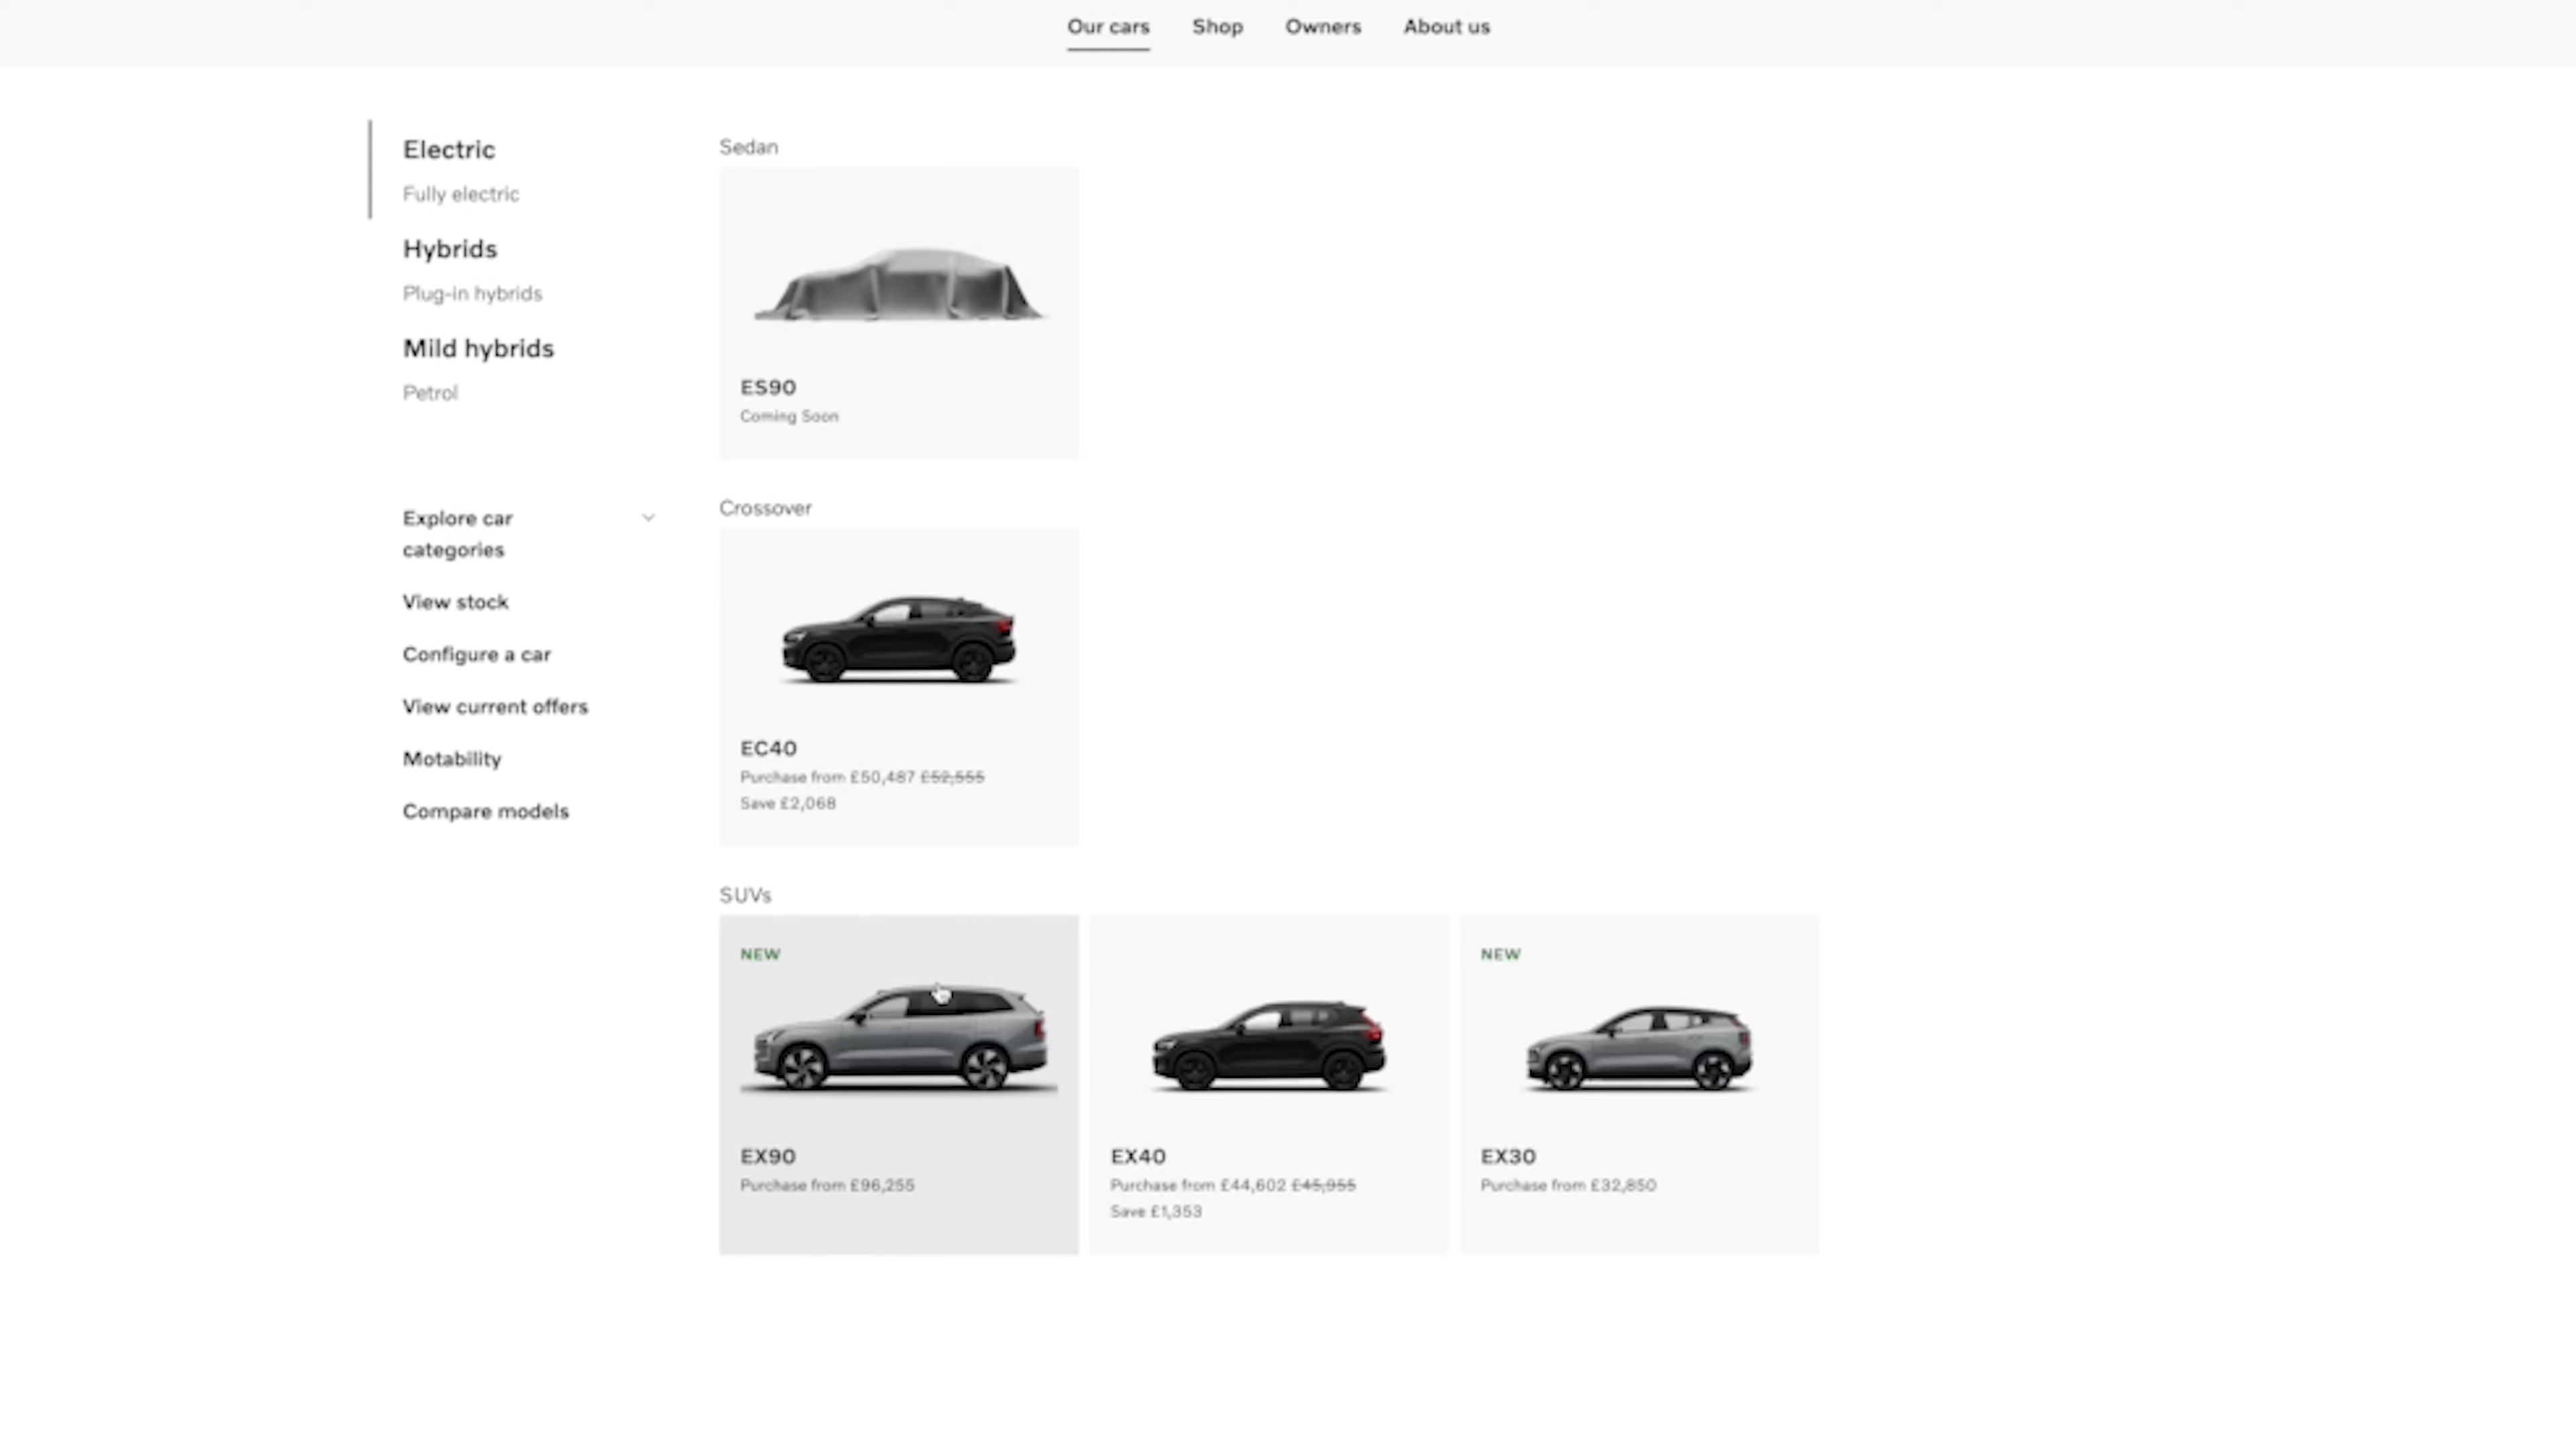 Our cars
Shop
Owners
About us
Electric
Fully electric
Hybrids
Plug-in hybrids
Mild hybrids
Petrol
Explore car
categories
View stock
Configure a car
View current offers
Motability
Compare models
Sedan
ES90
Coming Soon
Crossover
EC40
Purchase from £50,487 £52,555
Save £2,068
SUVs
NEW
EX90
Purchase from £96,255
EX40
Purchase from £44,602 £45,955
Save £1,353
NEW
EX30
Purchase from £32,850